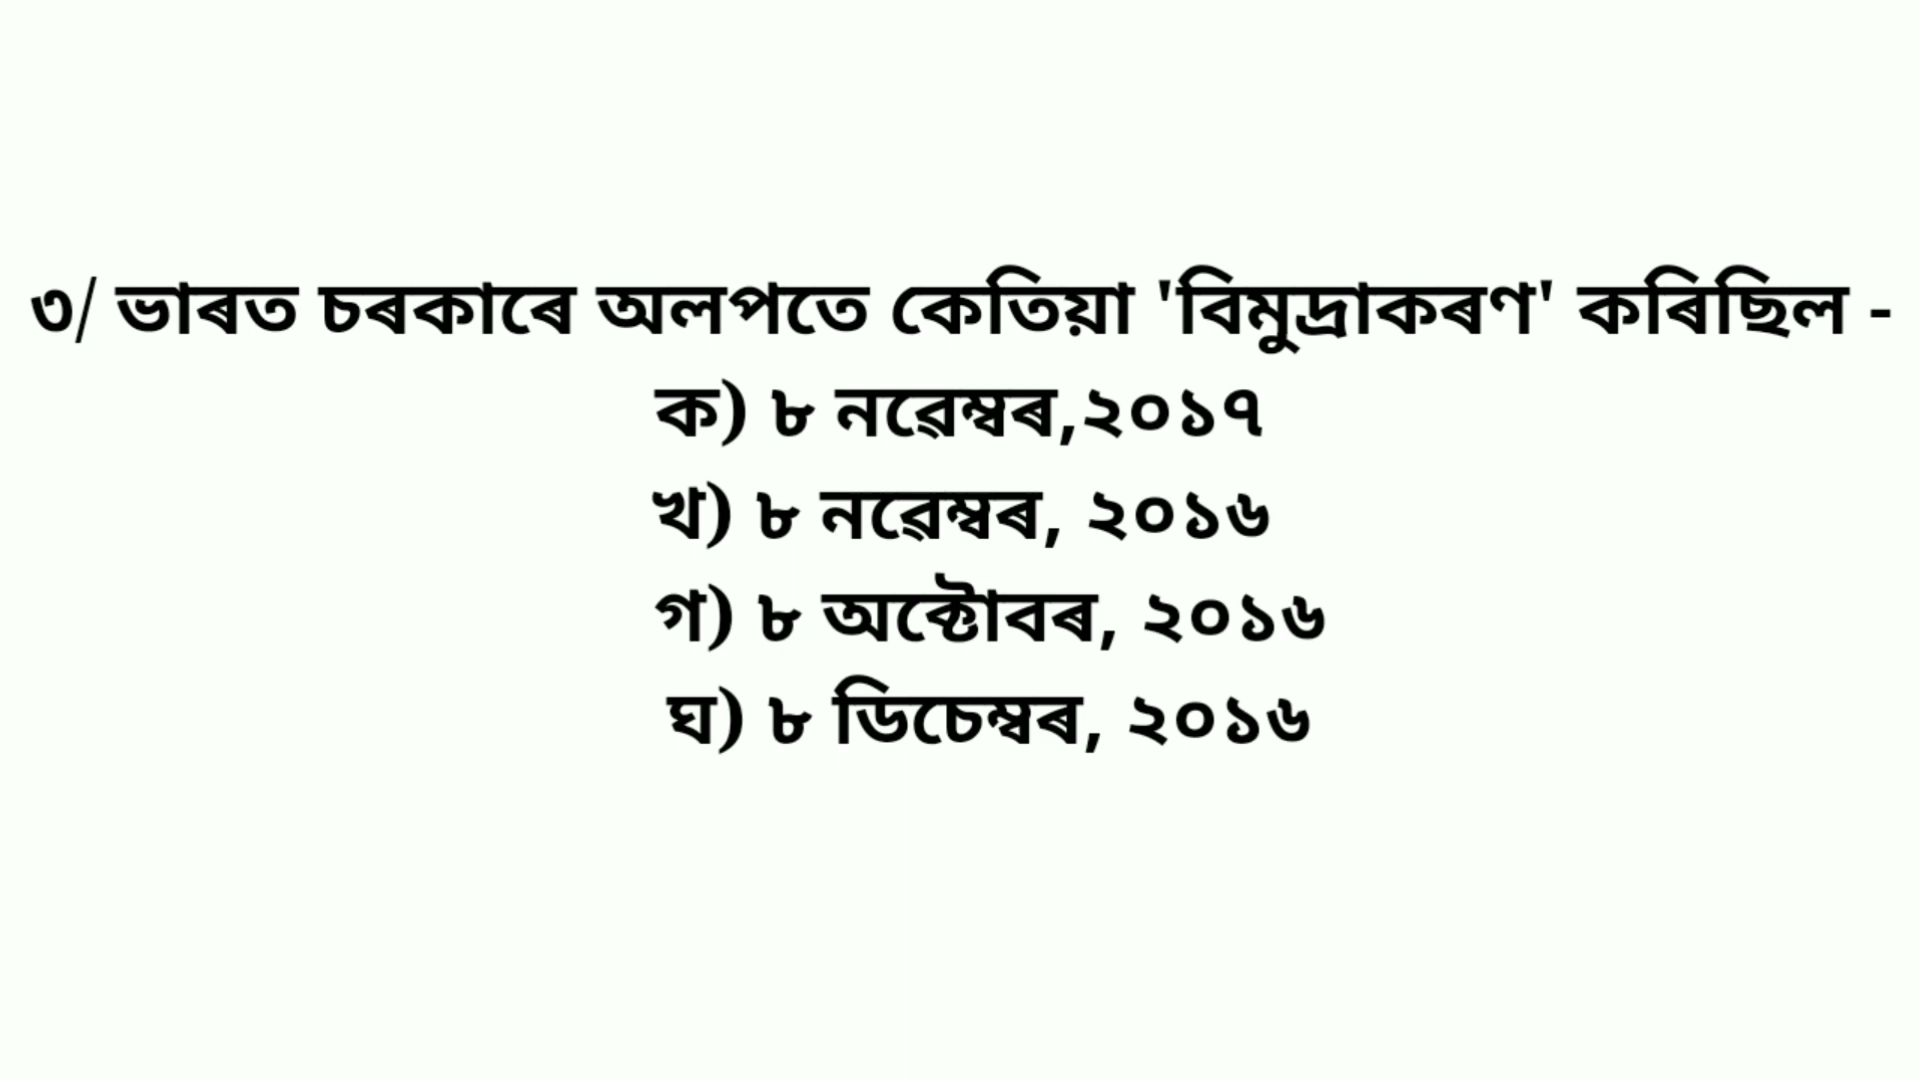 ৩/ ভাৰত চৰকাৰে অলপতে কেতিয়া 'বিমুদ্ৰাকৰণ' কৰিছিল -
ক) ৮ নৱেম্বৰ,২০১৭
খ) ৮ নৱেম্বৰ, ২০১৬
গ) ৮ অক্টোবৰ, ২০১৬
ঘ) ৮ ডিচেম্বৰ, ২০১৬